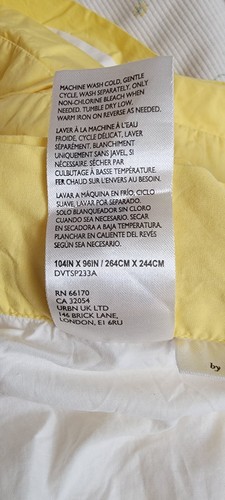 MACHINE WASH COLD, GENTLE
CYCLE, WASH SEPARATELY. ONLY
NON-CHLORINE BLEACH WHEN
NEEDED. TUMBLE DRY LOW.
WARM IRON ON REVERSE AS NEEDED.
LAVER À LA MACHINE À L'EAU
FROIDE, CYCLE DÉLICAT, LAVER
SÉPARÉMENT. BLANCHIMENT
UNIQUEMENT SANS JAVEL, SI
NÉCESSAIRE. SÉCHER PAR
CULBUTAGE À BASSE TEMPÉRATURE.
FER CHAUD SUR L'ENVERS AU BESOIN.
LAVAR A MÁQUINA EN FRÍO, CICLO
SUAVE, LAVAR POR SEPARADO.
SOLO BLANQUEADOR SIN CLORO
CUANDO SEA NECESARIO. SECAR
EN SECADORA A BAJA TEMPERATURA.
PLANCHAR EN CALIENTE DEL REVÉS
SEGÚN SEA NECESARIO.
104IN X 96IN / 264CM X 244CM
DVTSP233A
RN 66170
CA 32054
URBN UK LTD
146 BRICK LANE,
LONDON, E1 6RU
by